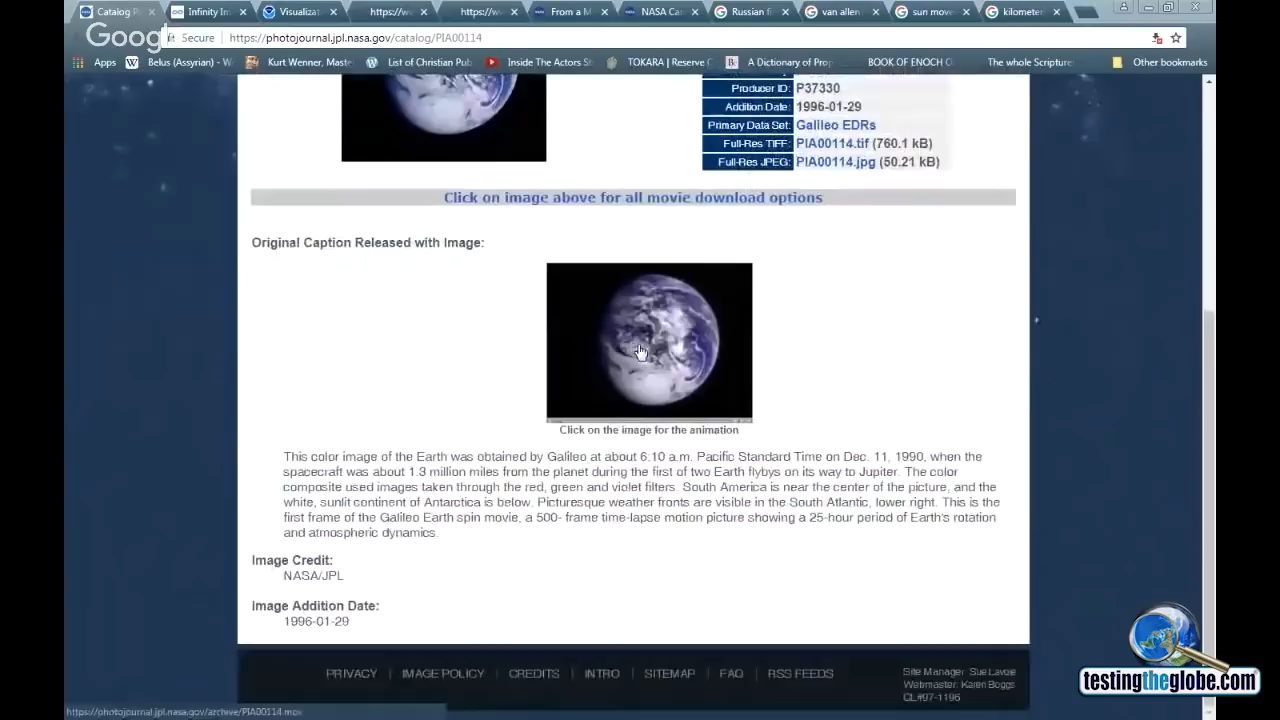 Catalog P
Infinity Im
Visualizat
https://w
https://w
From a M
NASA Ca
Russian f
van allen
sun move
kilometer
Goog
Secure
https://photojournal.jpl.nasa.gov/catalog/PIA00114
Apps
Belus (Assyrian) - W
Kurt Wenner, Maste
List of Christian Pub
Inside The Actors S
TOKARA | Reserve
A Dictionary of Prop
BOOK OF ENOCH
The whole Scripture
Other bookmarks
Producer ID: P37330
Addition Date: 1996-01-29
Primary Data Set: Galileo EDRs
Full-Res TIFF: PIA00114.tif (760.1 kB)
Full-Res JPEG: PIA00114.jpg (50.21 kB)
Click on image above for all movie download options
Original Caption Released with Image:
Click on the image for the animation
This color image of the Earth was obtained by Galileo at about 6:10 a.m. Pacific Standard Time on Dec. 11, 1990, when the
spacecraft was about 1.3 million miles from the planet during the first of two Earth flybys on its way to Jupiter. The color
composite used images taken through the red, green and violet filters. South America is near the center of the picture, and the
white, sunlit continent of Antarctica is below. Picturesque weather fronts are visible in the South Atlantic, lower right. This is the
first frame of the Galileo Earth spin movie, a 500- frame time-lapse motion picture showing a 25-hour period of Earth's rotation
and atmospheric dynamics.
Image Credit:
NASA/JPL
Image Addition Date:
1996-01-29
PRIVACY | IMAGE POLICY | CREDITS | INTRO | SITEMAP | FAQ | RSS FEEDS
Site Manager: Sue Lavoie
Webmaster: Karen Boggs
CL#97-1196
testingtheglobe.com
https://photojournal.jpl.nasa.gov/archive/PIA00114.mov